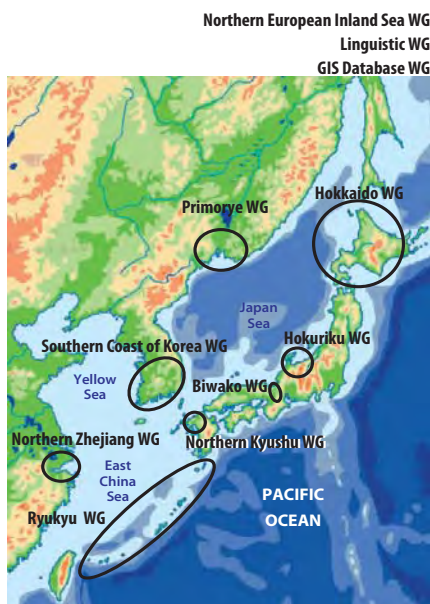 Northern European Inland Sea WG
Linguistic WG
GIS Database WG
Hokkaido WG
Primorye WG
Japan
Sea
Hokuriku WG
Southern Coast of Korea WG
Biwako WG
Yellow
Sea
Northern Zhejiang WG
Northern Kyushu WG
East
China
Sea
PACIFIC
OCEAN
Ryukyu WG